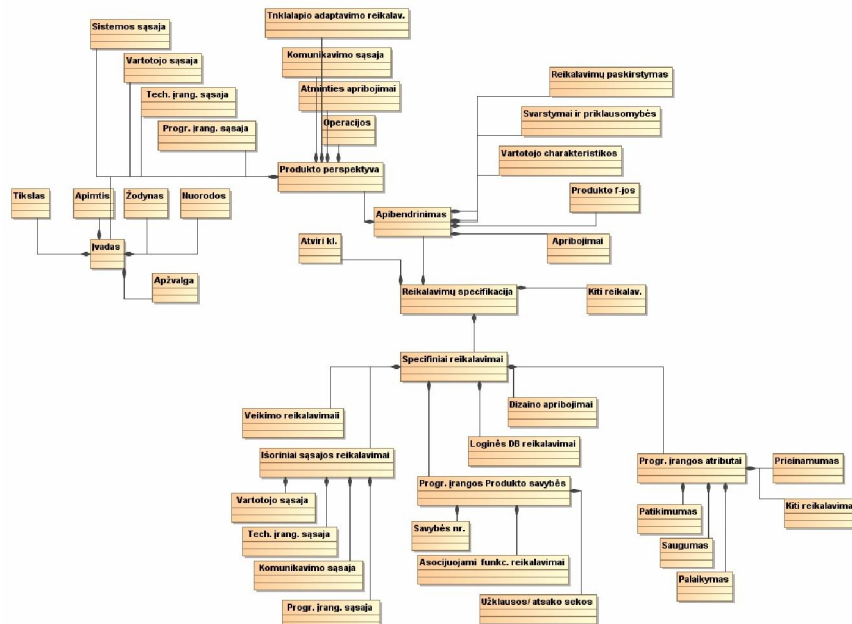 Tnklalapio adaptavimo reikalav.
Sistemos sąsaja
Komunikavimo sąsaja
Vartotojo sąsaja
Reikalavimų paskirstymas
Tech. įrang. sąsaja
Atminties apribojimai
Svarstymai ir priklausomybės
Progr. įrang. sąsaja
Operacijos
Vartotojo charakteristikos
Produkto perspektyva
Produkto f-jos
Tikslas
Apimtis
Žodynas
Nuorodos
Apibendrinimas
Atviri kl.
Apribojimai
Įvadas
Apžvalga
Reikalavimų specifikacija
Kiti reikalav.
Specifiniai reikalavimai
Veikimo reikalavimaii
Dizaino apribojimai
Loginės DB reikalavimai
Išoriniai sąsajos reikalavimai
Progr. įrangos atributai
Pricinamumas
Progr. įrangos Produkto savybės
Vartotojo sąsaja
Patikimumas
Kiti reikalavimai
Savybės nr.
Tech. įrang. sąsaja
Saugumas
Asocijuojami funkc. reikalavimai
Komunikavimo sąsaja
Palaikymas
Progr. įrang. sąsaja
Užklausos/ atsako sekos